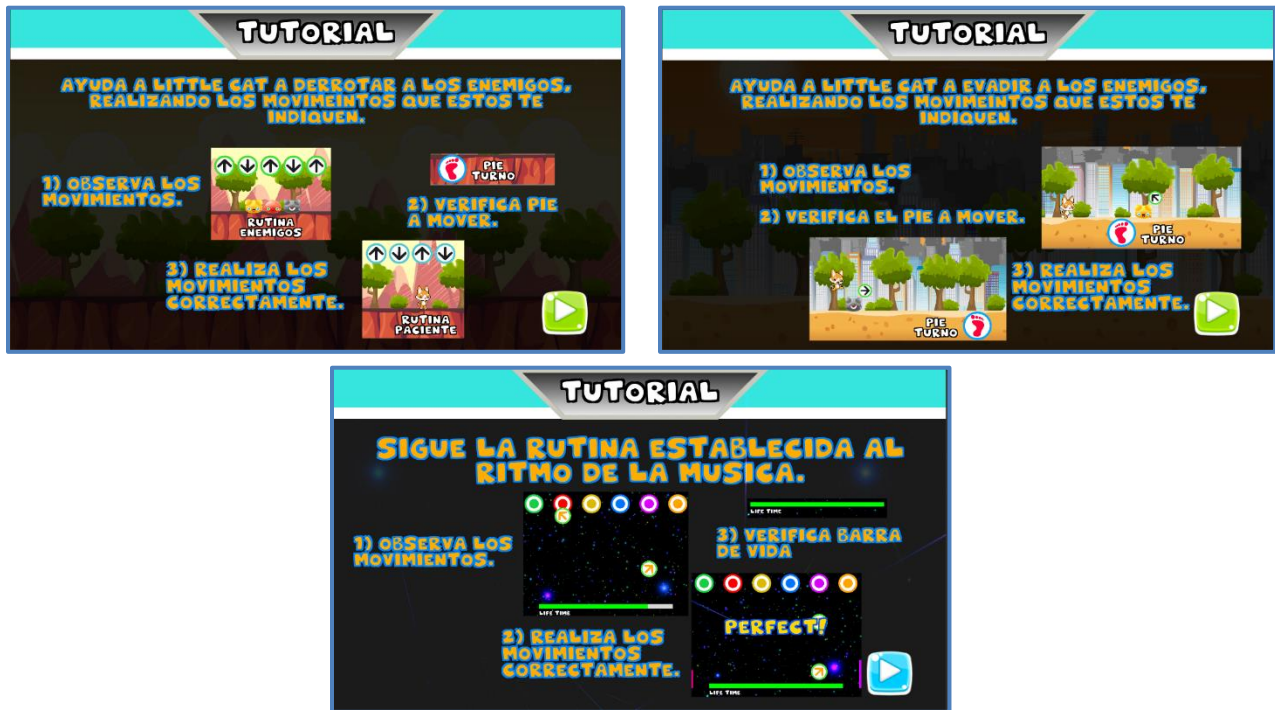 TUTORIAL
AYUDA A LITTLE CAT A DERROTAR A LOS ENEMIGOS,
REALIZANDO LOS MOVIMEINTOS QUE ESTOS TE
INDIQUEN.
1) OBSERVA LOS
MOVIMIENTOS.
RUTINA
ENEMIGOS
PIE
TURNO
2) VERIFICA PIE
A MOVER.
3) REALIZA LOS
MOVIMIENTOS
CORRECTAMENTE.
RUTINA
PACIENTE
TUTORIAL
AYUDA A LITTLE CAT A EVADIR A LOS ENEMIGOS,
REALIZANDO LOS MOVIMEINTOS QUE ESTOS TE
INDIQUEN.
1) OBSERVA LOS
MOVIMIENTOS.
2) VERIFICA EL PIE A MOVER.
PIE
TURNO
PIE
TURNO
3) REALIZA LOS
MOVIMIENTOS
CORRECTAMENTE.
TUTORIAL
SIGUE LA RUTINA ESTABLECIDA AL
RITMO DE LA MUSICA.
1) OBSERVA LOS
MOVIMIENTOS.
LIFE TIME
2) REALIZA LOS
MOVIMIENTOS
CORRECTAMENTE.
LIFE TIME
3) VERIFICA BARRA
DE VIDA
PERFECT!
LIFE TIME